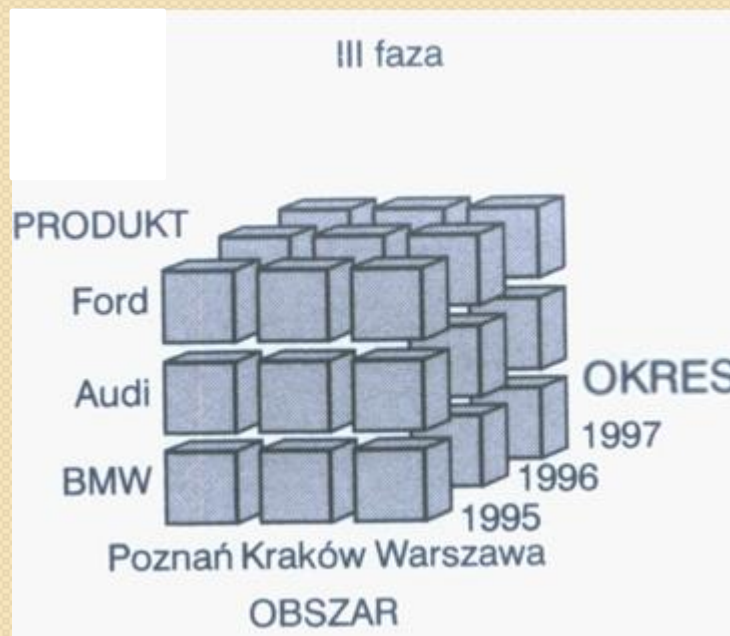 III faza
PRODUKT
Ford
Audi
BMW
OKRES
1997
1996
1995
Poznań Kraków Warszawa
OBSZAR